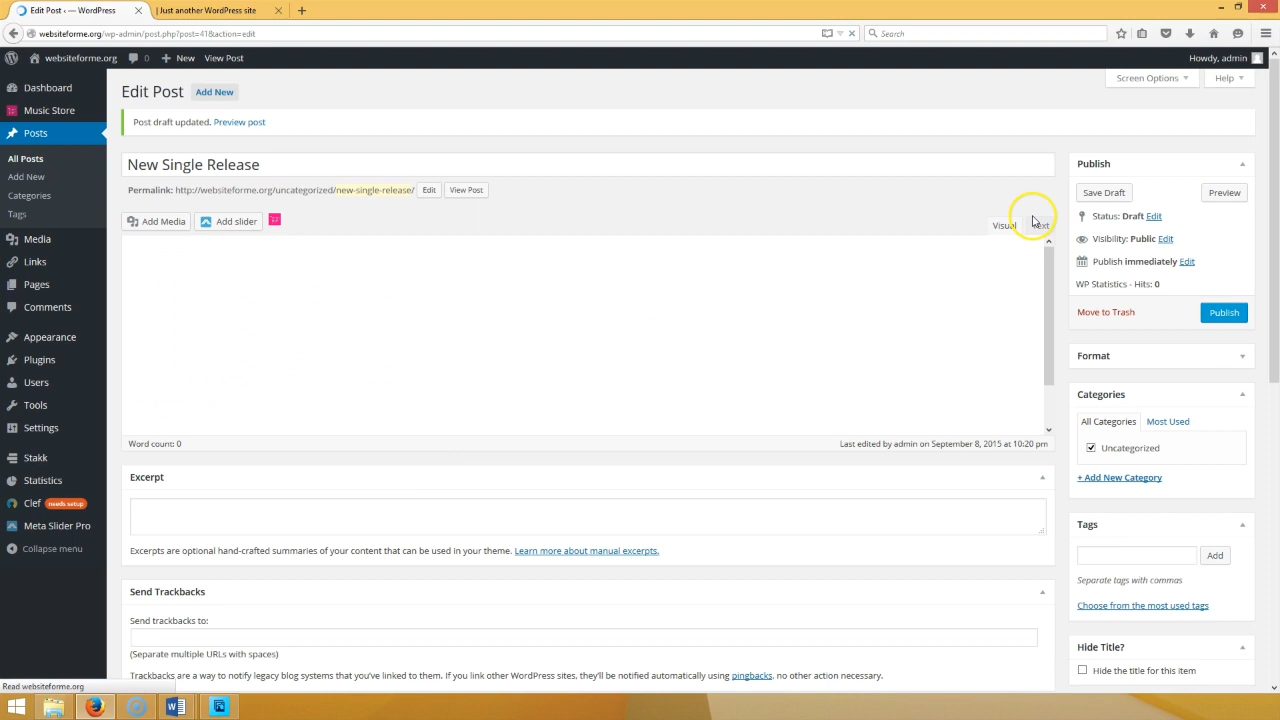 Edit Post ‹ — WordPress
| Just another WordPress site
websiteforme.org/wp-admin/post.php?post=41&action=edit
Search
websiteforme.org
0
New
View Post
Howdy, admin
Dashboard
Music Store
Posts
All Posts
Add New
Categories
Tags
Media
Links
Pages
Comments
Appearance
Plugins
Users
Tools
Settings
Stakk
Statistics
Clef needs setup
Meta Slider Pro
Collapse menu
Screen Options
Help
Edit Post Add New
Post draft updated. Preview post
New Single Release
Permalink: http://websiteforme.org/uncategorized/new-single-release/ Edit View Post
Add Media Add slider
Visual
Word count: 0
Last edited by admin on September 8, 2015 at 10:20 pm
Excerpt
Excerpts are optional hand-crafted summaries of your content that can be used in your theme. Learn more about manual excerpts.
Send Trackbacks
Send trackbacks to:
(Separate multiple URLs with spaces)
Trackbacks are a way to notify legacy blog systems that you've linked to them. If you link other WordPress sites, they'll be notified automatically using pingbacks, no other action necessary.
Publish
Save Draft Preview
Status: Draft Edit
Visibility: Public Edit
Publish immediately Edit
WP Statistics - Hits: 0
Move to Trash Publish
Format
Categories
All Categories Most Used
Uncategorized
+ Add New Category
Tags
Add
Separate tags with commas
Choose from the most used tags
Hide Title?
Hide the title for this item
Read websiteforme.org